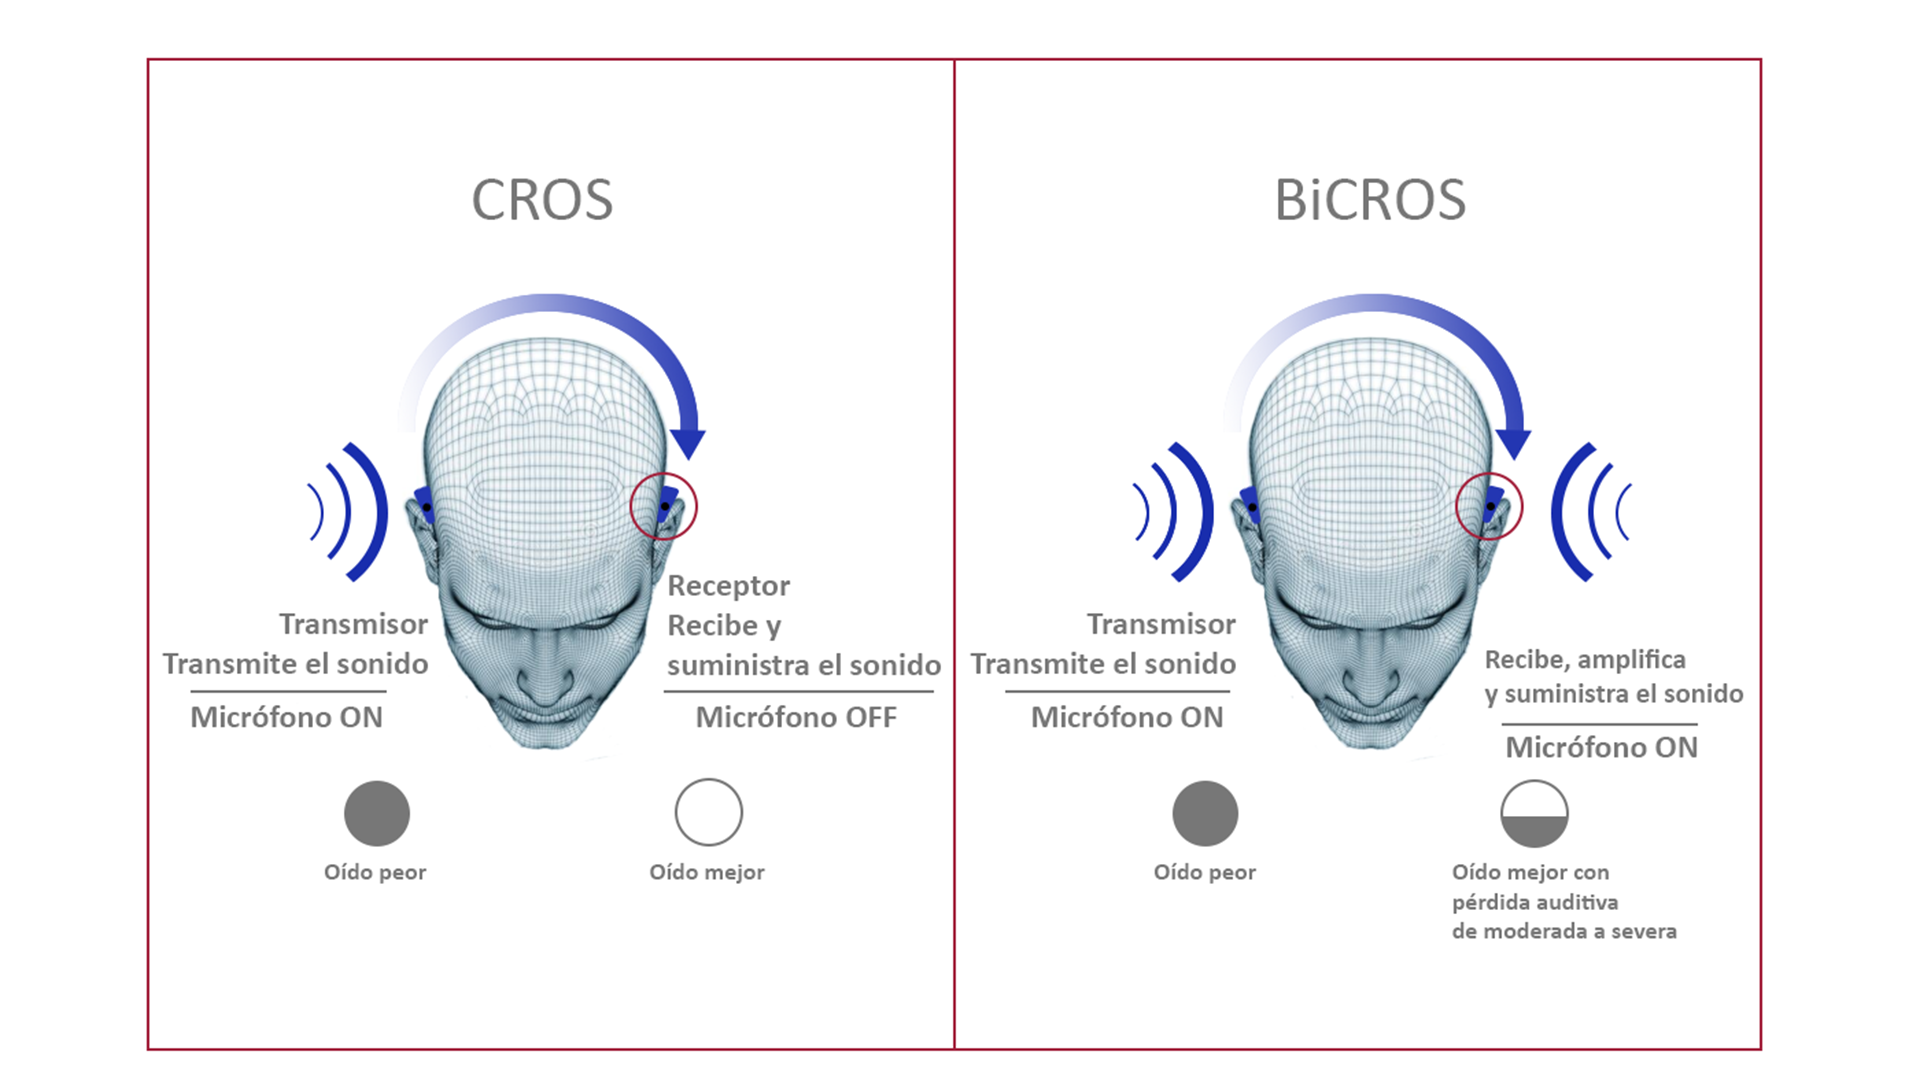 CROS
Transmisor
Transmite el sonido
Micrófono ON
Receptor
Recibe y
suministra el sonido
Micrófono OFF
Oído peor
Oído mejor
BiCROS
Transmisor
Transmite el sonido
Micrófono ON
Recibe, amplifica
y suministra el sonido
Micrófono ON
Oído peor
Oído mejor con
pérdida auditiva
de moderada a severa